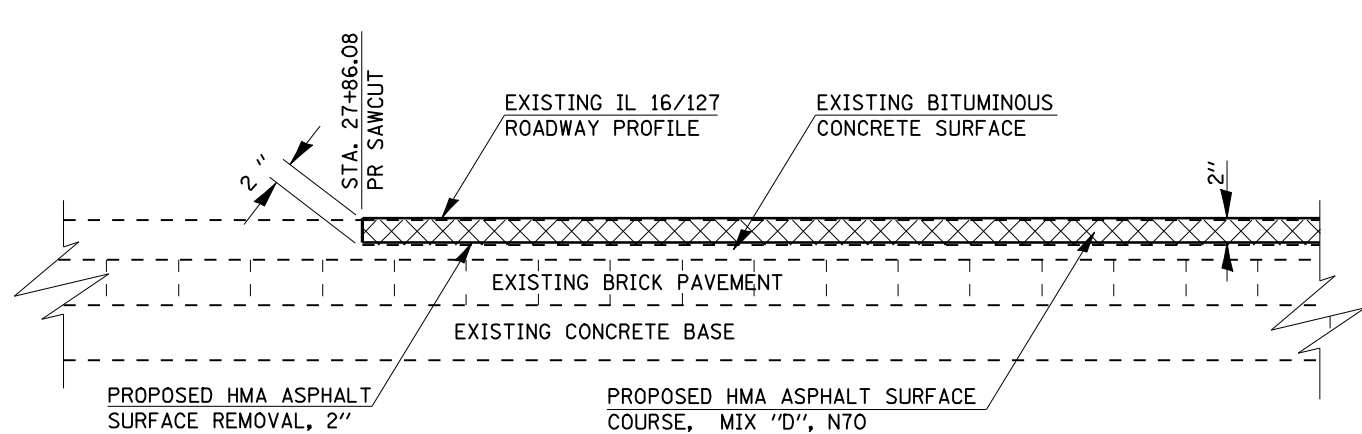 STA. 27+86.08
PR SAWCUT
EXISTING IL 16/127
ROADWAY PROFILE
EXISTING BITUMINOUS
CONCRETE SURFACE
2"
2"
EXISTING BRICK PAVEMENT
EXISTING CONCRETE BASE
PROPOSED HMA ASPHALT
SURFACE REMOVAL, 2"
PROPOSED HMA ASPHALT SURFACE
COURSE, MIX "D", N70